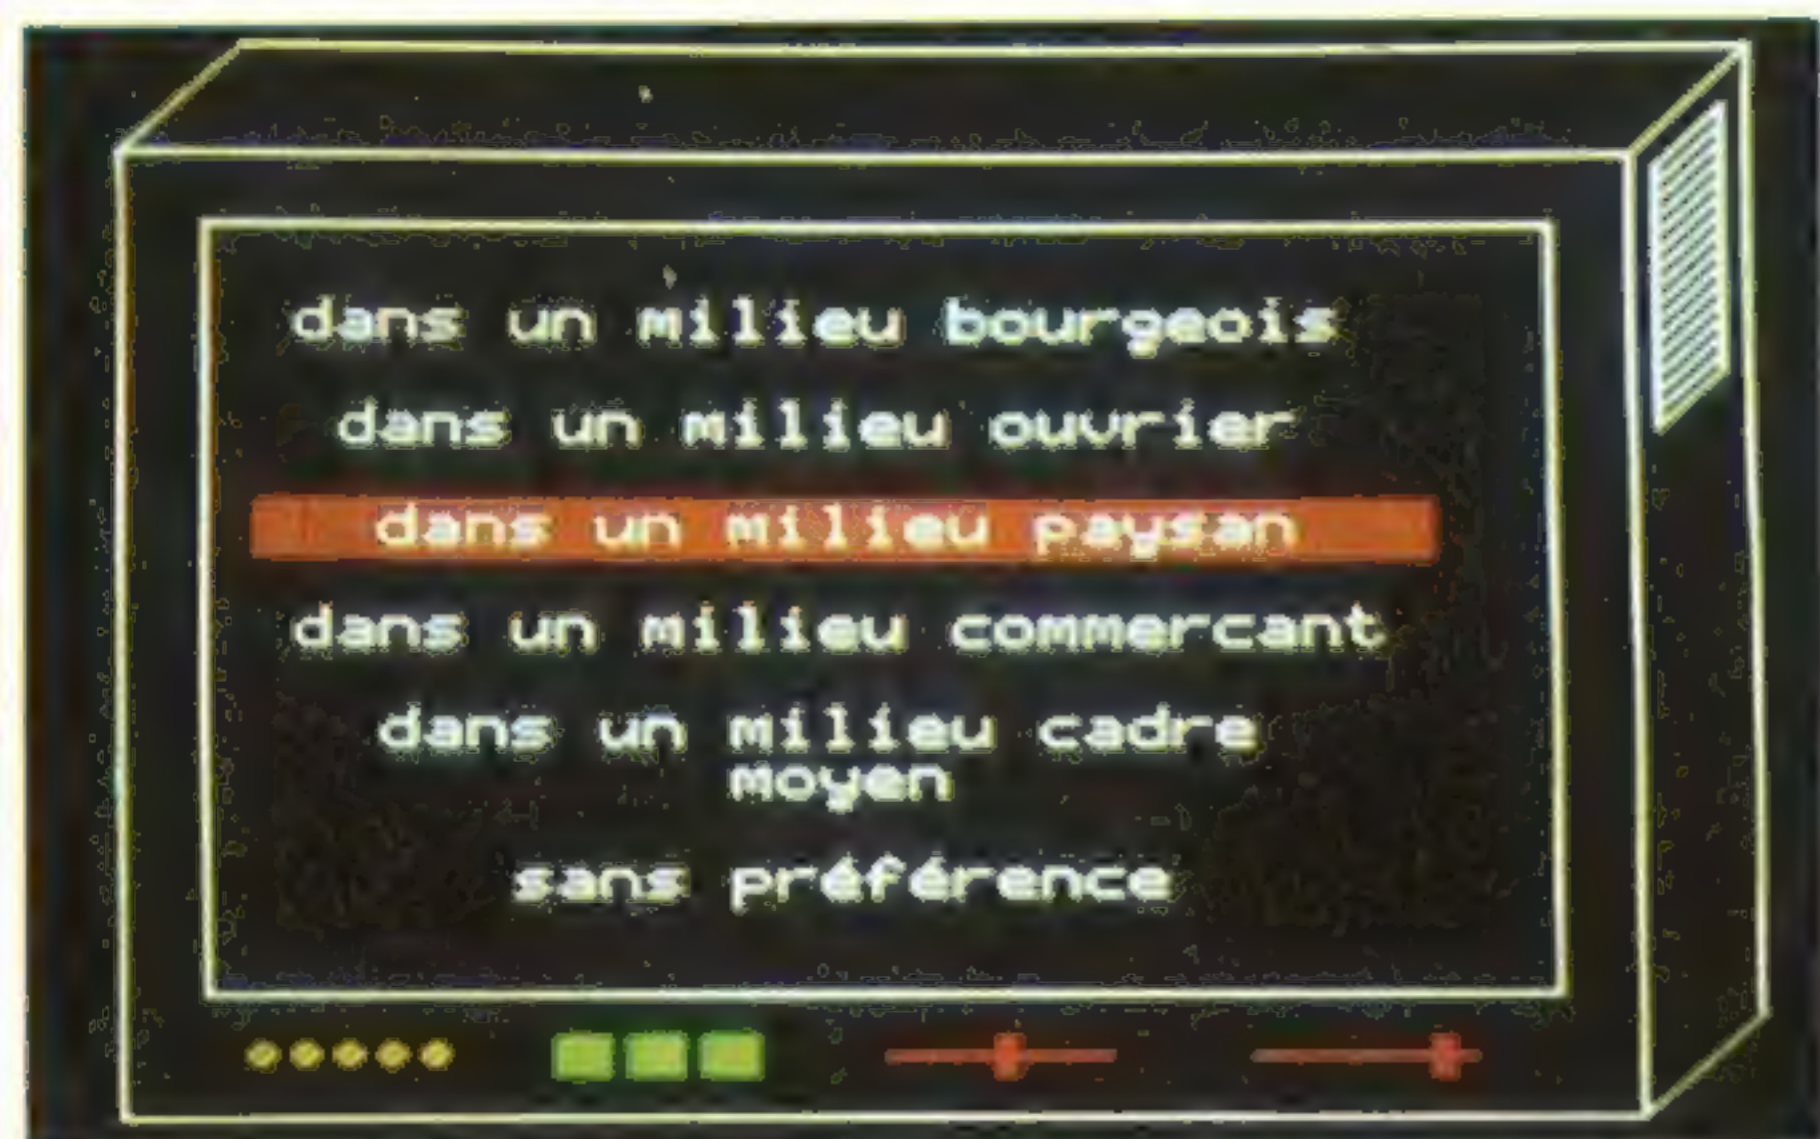 dans un milieu bourgeois
dans un milieu ouvrier
dans un milieu paysan
dans un milieu commercant
dans un milieu cadre
moyen
sans préférence